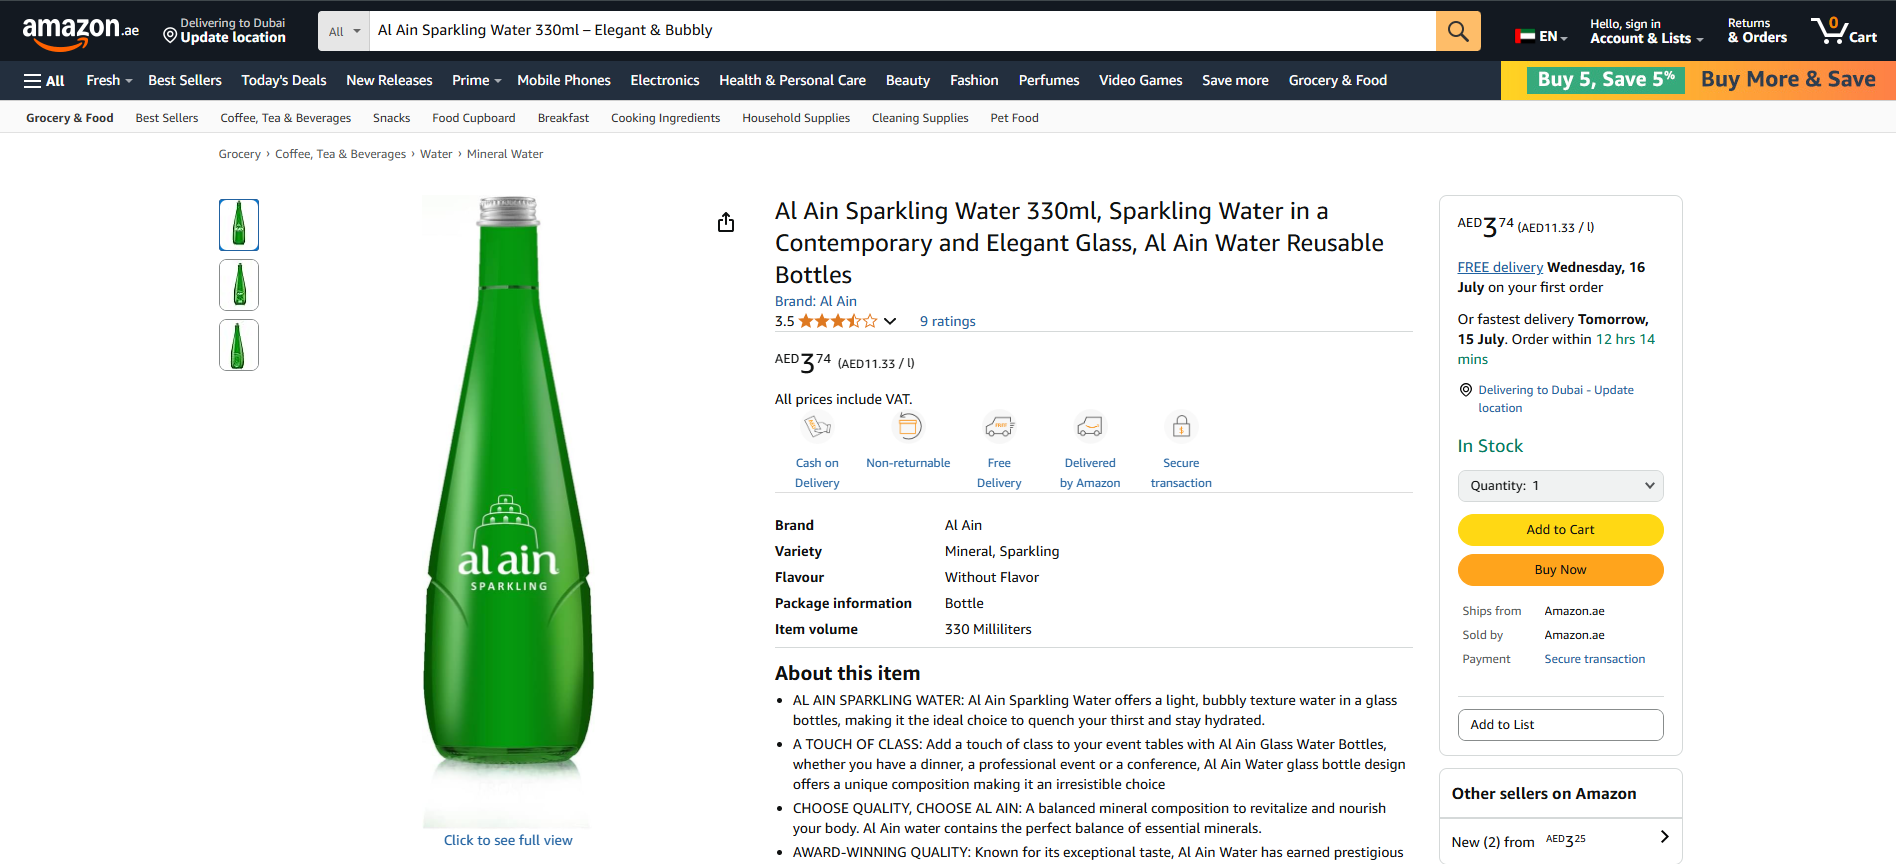 amazon.ae
Delivering to Dubai
Update location
All
Al Ain Sparkling Water 330ml – Elegant & Bubbly
EN
Hello, sign in
Account & Lists
Returns
& Orders
0
Cart
All
Fresh
Best Sellers
Today's Deals
New Releases
Prime
Mobile Phones
Electronics
Health & Personal Care
Beauty
Fashion
Perfumes
Video Games
Save more
Grocery & Food
Buy 5, Save 5%
Buy More & Save
Grocery & Food
Best Sellers
Coffee, Tea & Beverages
Snacks
Food Cupboard
Breakfast
Cooking Ingredients
Household Supplies
Cleaning Supplies
Pet Food
Grocery › Coffee, Tea & Beverages › Water › Mineral Water
al ain
SPARKLING
Click to see full view
Al Ain Sparkling Water 330ml, Sparkling Water in a
Contemporary and Elegant Glass, Al Ain Water Reusable
Bottles
Brand: Al Ain
3.5
9 ratings
AED3 74 (AED11.33 / l)
All prices include VAT.
Cash on
Delivery
Non-returnable
Free
Delivery
Delivered
by Amazon
Secure
transaction
Brand Al Ain
Variety Mineral, Sparkling
Flavour Without Flavor
Package information Bottle
Item volume 330 Milliliters
About this item
• AL AIN SPARKLING WATER: Al Ain Sparkling Water offers a light, bubbly texture water in a glass
bottles, making it the ideal choice to quench your thirst and stay hydrated.
• A TOUCH OF CLASS: Add a touch of class to your event tables with Al Ain Glass Water Bottles,
whether you have a dinner, a professional event or a conference, Al Ain Water glass bottle design
offers a unique composition making it an irresistible choice
• CHOOSE QUALITY, CHOOSE AL AIN: A balanced mineral composition to revitalize and nourish
your body. Al Ain water contains the perfect balance of essential minerals.
• AWARD-WINNING QUALITY: Known for its exceptional taste, Al Ain Water has earned prestigious
AED3 74 (AED11.33 / l)
FREE delivery Wednesday, 16
July on your first order
Or fastest delivery Tomorrow,
15 July. Order within 12 hrs 14
mins
Delivering to Dubai - Update
location
In Stock
Quantity: 1
Add to Cart
Buy Now
Ships from Amazon.ae
Sold by Amazon.ae
Payment Secure transaction
Add to List
Other sellers on Amazon
New (2) from AED3 25